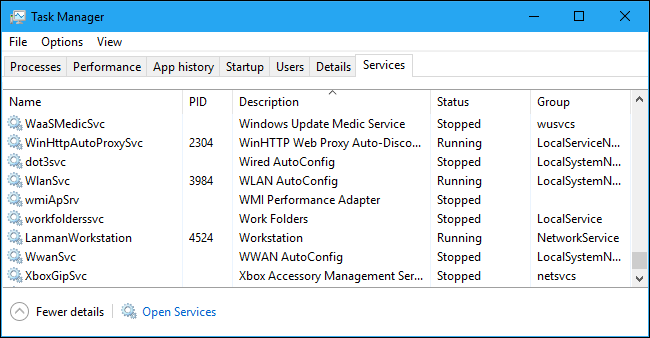 Task Manager
File Options View
Processes Performance App history Startup Users Details Services
Name PID Description Status Group
WaaSMedicSvc Windows Update Medic Service Stopped wusvcs
WinHttpAutoProxySvc 2304 WinHTTP Web Proxy Auto-Disco... Running LocalServiceN...
dot3svc Wired AutoConfig Stopped LocalSystemN...
WlanSvc 3984 WLAN AutoConfig Running LocalSystemN...
wmiApSrv WMI Performance Adapter Stopped
workfolderssvc Work Folders Stopped LocalService
LanmanWorkstation 4524 Workstation Running NetworkService
WwanSvc WWAN AutoConfig Stopped LocalSystemN...
XboxGipSvc Xbox Accessory Management Ser... Stopped netsvcs
Fewer details Open Services